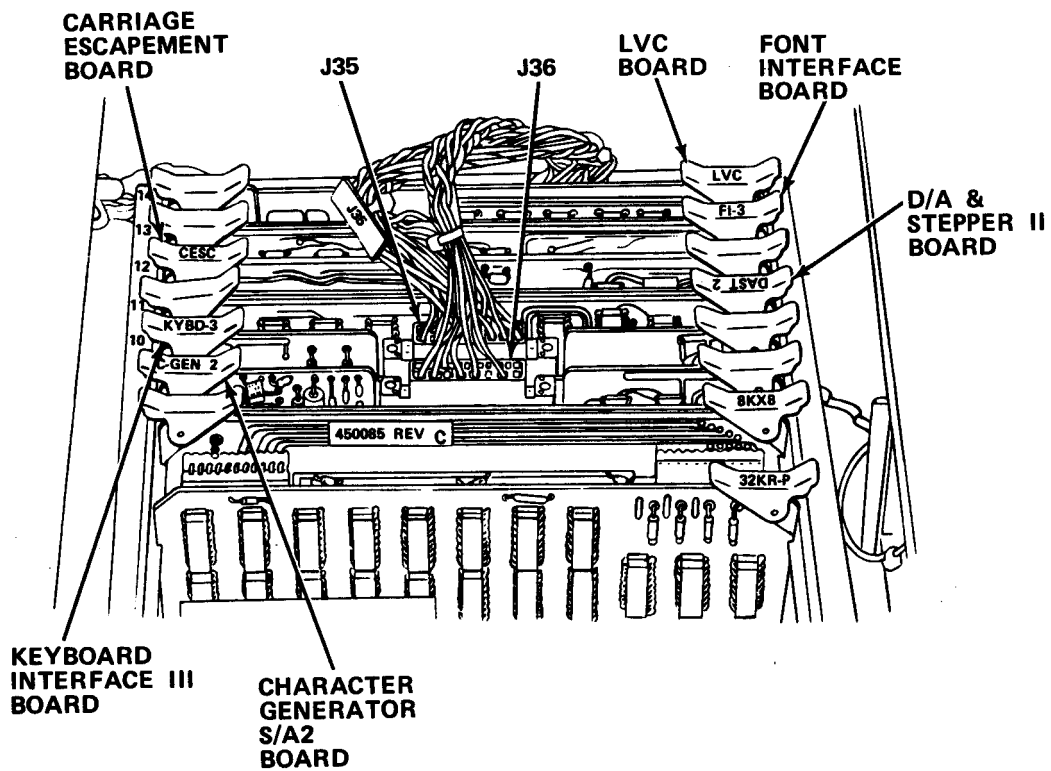 CARRIAGE
ESCAPEMENT
BOARD
J35
J36
LVC
BOARD
FONT
INTERFACE
BOARD
D/A &
STEPPER II
BOARD
14
13
12
11
10
J36
CESC
KYBD-3
C-GEN 2
LVC
FI-3
DAST 2
8KX8
32KR-P
450085 REV C
KEYBOARD
INTERFACE III
BOARD
CHARACTER
GENERATOR
S/A2
BOARD